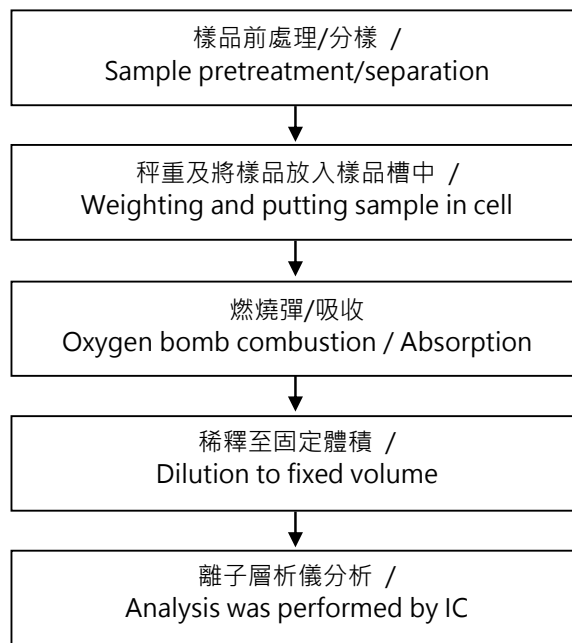 樣品前處理/分樣 /
Sample pretreatment/separation
秤重及將樣品放入樣品槽中 /
Weighting and putting sample in cell
燃燒彈/吸收
Oxygen bomb combustion / Absorption
稀釋至固定體積 /
Dilution to fixed volume
離子層析儀分析 /
Analysis was performed by IC